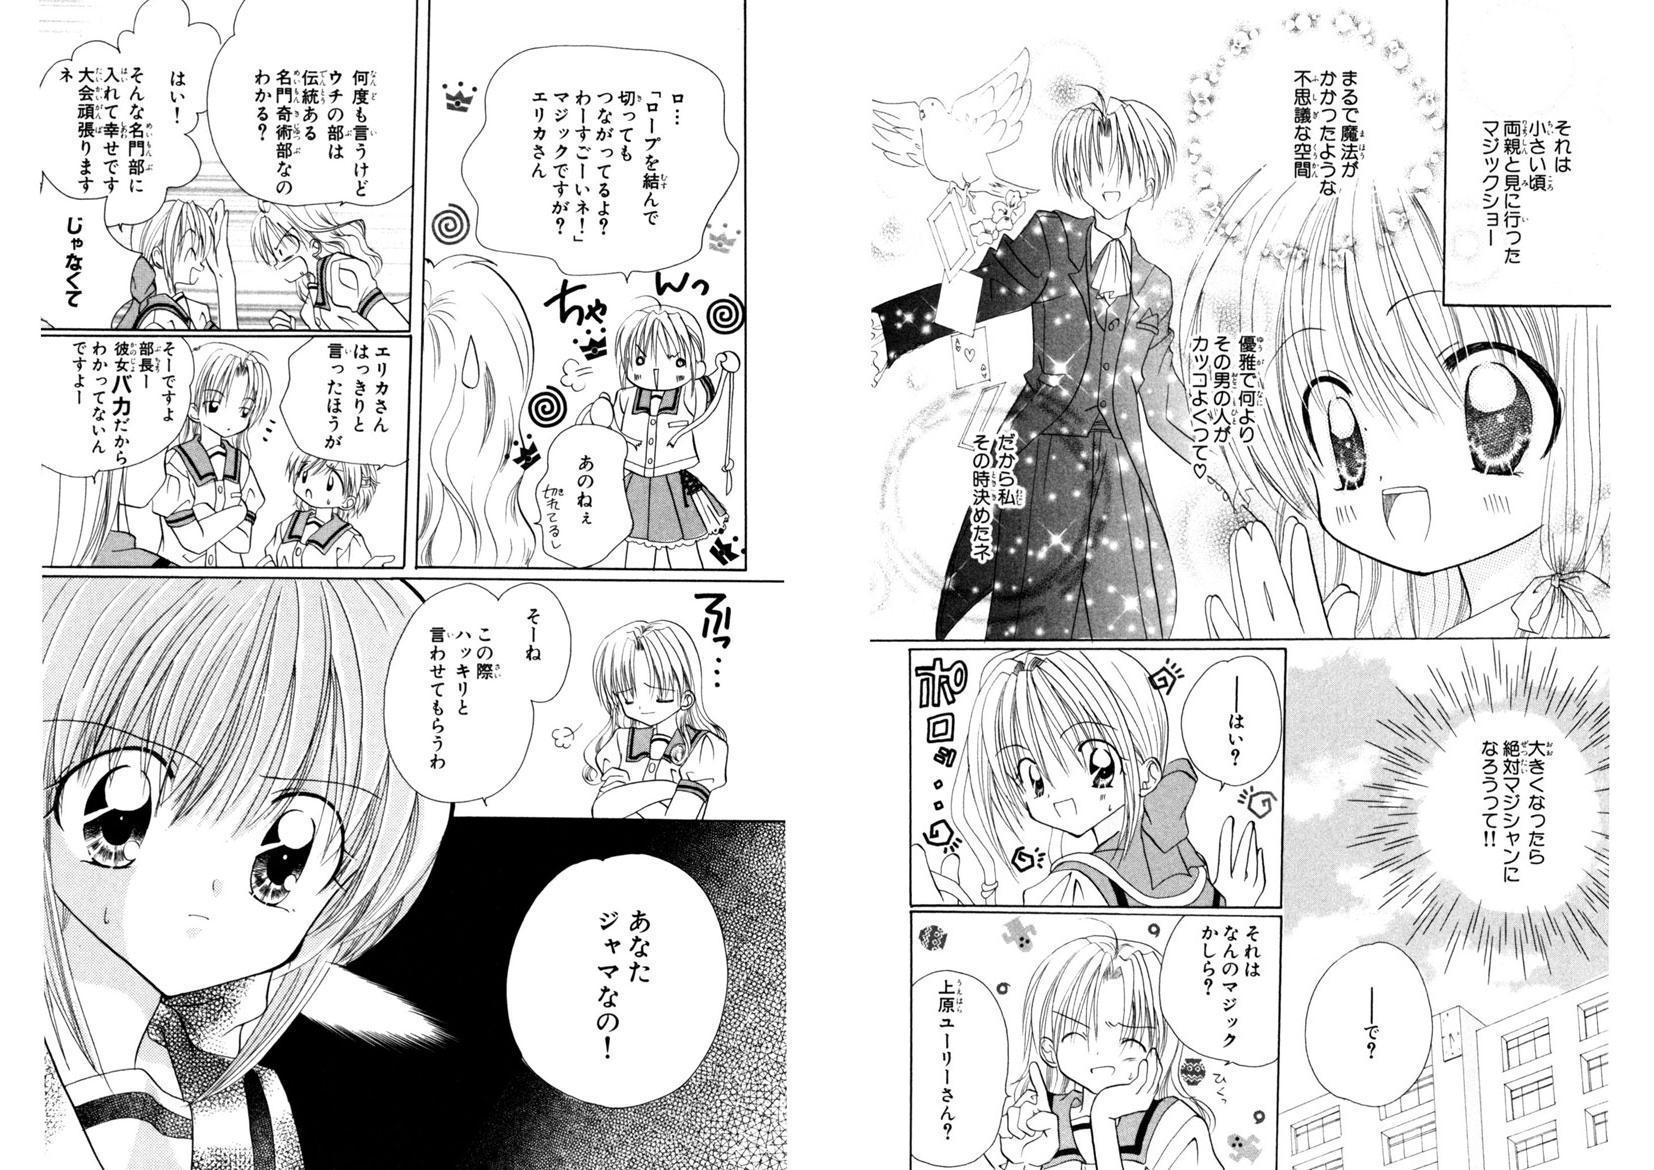 それは
小さい頃
両親と見に行った
マジックショー
まるで魔法が
かかったような
不思議な空間
優雅で何より
その男の人が
カッコよくって♡
だから私
その時決めたネ
大きくなったら
絶対マジシャンに
なろうって!!
―で?
―はい?
ポロ…
それは
なんのマジック
かしら?
ひくっ
上原ユーリーさん?
ロ…
「ロープを結んで
切っても
つながってるよ?
わーすごーいネ!」
マジックですが?
エリカさん
んっ
ちゃ
あのねぇ
切れてるし
何度も言うけど
ウチの部は
伝統ある
名門奇術部なの
わかる?
はい!
そんな名門部に
入れて幸せです
大会頑張ります
ネ
じゃなくて
エリカさん
はっきりと
言ったほうが
そーですよ
部長ー
彼女バカだから
わかってないん
ですよー
ふっ…
そーね
この際
ハッキリと
言わせてもらうわ
あなた
ジャマなの!